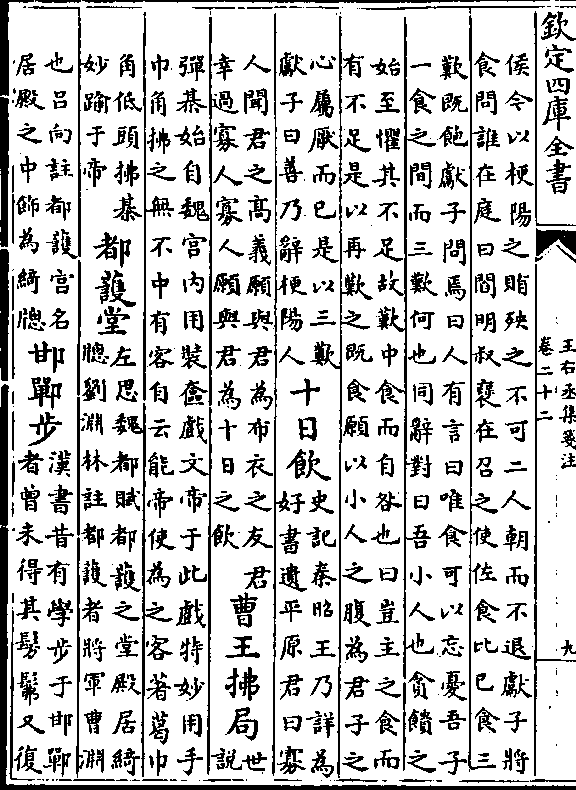 欽定四庫全書
王右丞集箋注
卷二十二
九
侯令以梗陽之賄殃之不可二人朝而不退獻子將
食問誰在庭曰閻明叔褒在召之使佐食比已食三
歎既飽獻子問焉曰人有言曰唯食可以忘憂吾子
一食之間而三歎何也同辭對曰吾小人也貪饋之
始至懼其不足故歎中食而自咎也曰豈主之食而
有不足是以再歎之既食願以小人之腹為君子之
心屬厭而已是以三歎
獻子曰善乃辭梗陽人
十日飲
史記秦昭王乃詳為
好書遺平原君曰寡
人聞君之高義願與君為布衣之友君
幸過寡人寡人願與君為十日之飲
曹王拂局
世
說
彈棊始自魏宮内用裝奩戲文帝于此戲特妙用手
巾角拂之無不中有客自云能帝使為之客著葛巾
角低頭拂棊
妙踰于帝
都護堂
左思魏都賦都護之堂殿居綺
牕劉淵林註都護者將軍曹淵
也吕向註都護宫名
居殿之中飾為綺牕
邯鄲步
漢書昔有學步于邯鄲
者曾未得其髣髴又復